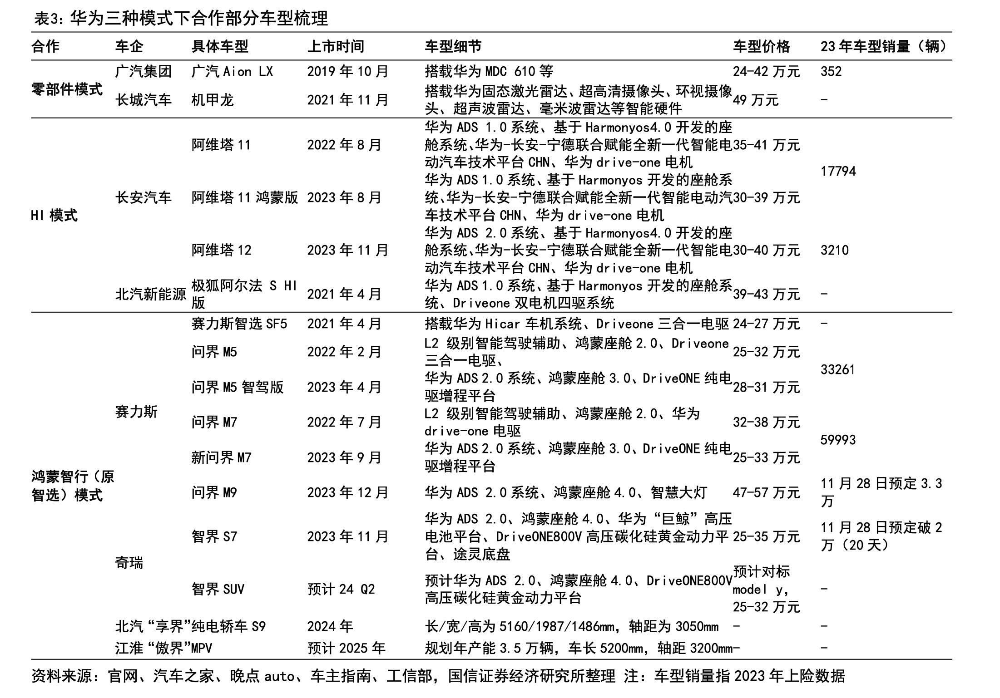 表3：华为三种模式下合作部分车型梳理
合作 车企 具体车型 上市时间 车型细节 车型价格 23 年车型销量（辆）
零部件模式
广汽集团 广汽 Aion LX 2019 年 10 月 搭载华为 MDC 610 等 24-42 万元 352
长城汽车 机甲龙 2021 年 11 月
搭载华为固态激光雷达、超高清摄像头、环视摄像
头、超声波雷达、毫米波雷达等智能硬件
49 万元 -
HI 模式
长安汽车
阿维塔 11 2022 年 8 月
华为 ADS 1.0 系统、基于 Harmonyos4.0 开发的座
舱系统、华为-长安-宁德联合赋能全新一代智能电
动汽车技术平台 CHN、华为 drive-one 电机
35-41 万元
17794
阿维塔 11 鸿蒙版 2023 年 8 月
华为 ADS 1.0 系统、基于 Harmonyos 开发的座舱系
统、华为-长安-宁德联合赋能全新一代智能电动汽
车技术平台 CHN、华为 drive-one 电机
30-39 万元
阿维塔 12 2023 年 11 月
华为 ADS 2.0 系统、基于 Harmonyos4.0 开发的座
舱系统、华为-长安-宁德联合赋能全新一代智能电
动汽车技术平台 CHN、华为 drive-one 电机
30-40 万元 3210
北汽新能源
极狐阿尔法 S HI
版
2021 年 4 月
华为 ADS 1.0 系统、基于 Harmonyos 开发的座舱系
统、Driveone 双电机四驱系统
39-43 万元 -
鸿蒙智行（原
智选）模式
赛力斯
赛力斯智选 SF5 2021 年 4 月 搭载华为 Hicar 车机系统、Driveone 三合一电驱 24-27 万元 -
问界 M5 2022 年 2 月
L2 级别智能驾驶辅助、鸿蒙座舱 2.0、Driveone
三合一电驱、
25-32 万元
33261
问界 M5 智驾版 2023 年 4 月
华为 ADS 2.0 系统、鸿蒙座舱 3.0、DriveONE 纯电
驱增程平台
28-31 万元
问界 M7 2022 年 7 月
L2 级别智能驾驶辅助、鸿蒙座舱 2.0、华为
drive-one 电驱
32-38 万元
59993
新问界 M7 2023 年 9 月
华为 ADS 2.0 系统、鸿蒙座舱 3.0、DriveONE 纯电
驱增程平台
25-33 万元
问界 M9 2023 年 12 月 华为 ADS 2.0 系统、鸿蒙座舱 4.0、智慧大灯 47-57 万元
11 月 28 日预定 3.3
万
奇瑞
智界 S7 2023 年 11 月
华为 ADS 2.0、鸿蒙座舱 4.0、华为“巨鲸”高压
电池平台、DriveONE800V 高压碳化硅黄金动力平
台、途灵底盘
25-35 万元
11 月 28 日预定破 2
万（20 天）
智界 SUV 预计 24 Q2
预计华为 ADS 2.0、鸿蒙座舱 4.0、DriveONE800V
高压碳化硅黄金动力平台
预计对标
model y，
25-32 万元
-
北汽 “享界”纯电轿车 S9 2024 年 长/宽/高为 5160/1987/1486mm，轴距为 3050mm - -
江淮 “傲界”MPV 预计 2025 年 规划年产能 3.5 万辆，车长 5200mm，轴距 3200mm - -
资料来源：官网、汽车之家、晚点 auto、车主指南、工信部，国信证券经济研究所整理 注：车型销量指 2023 年上险数据